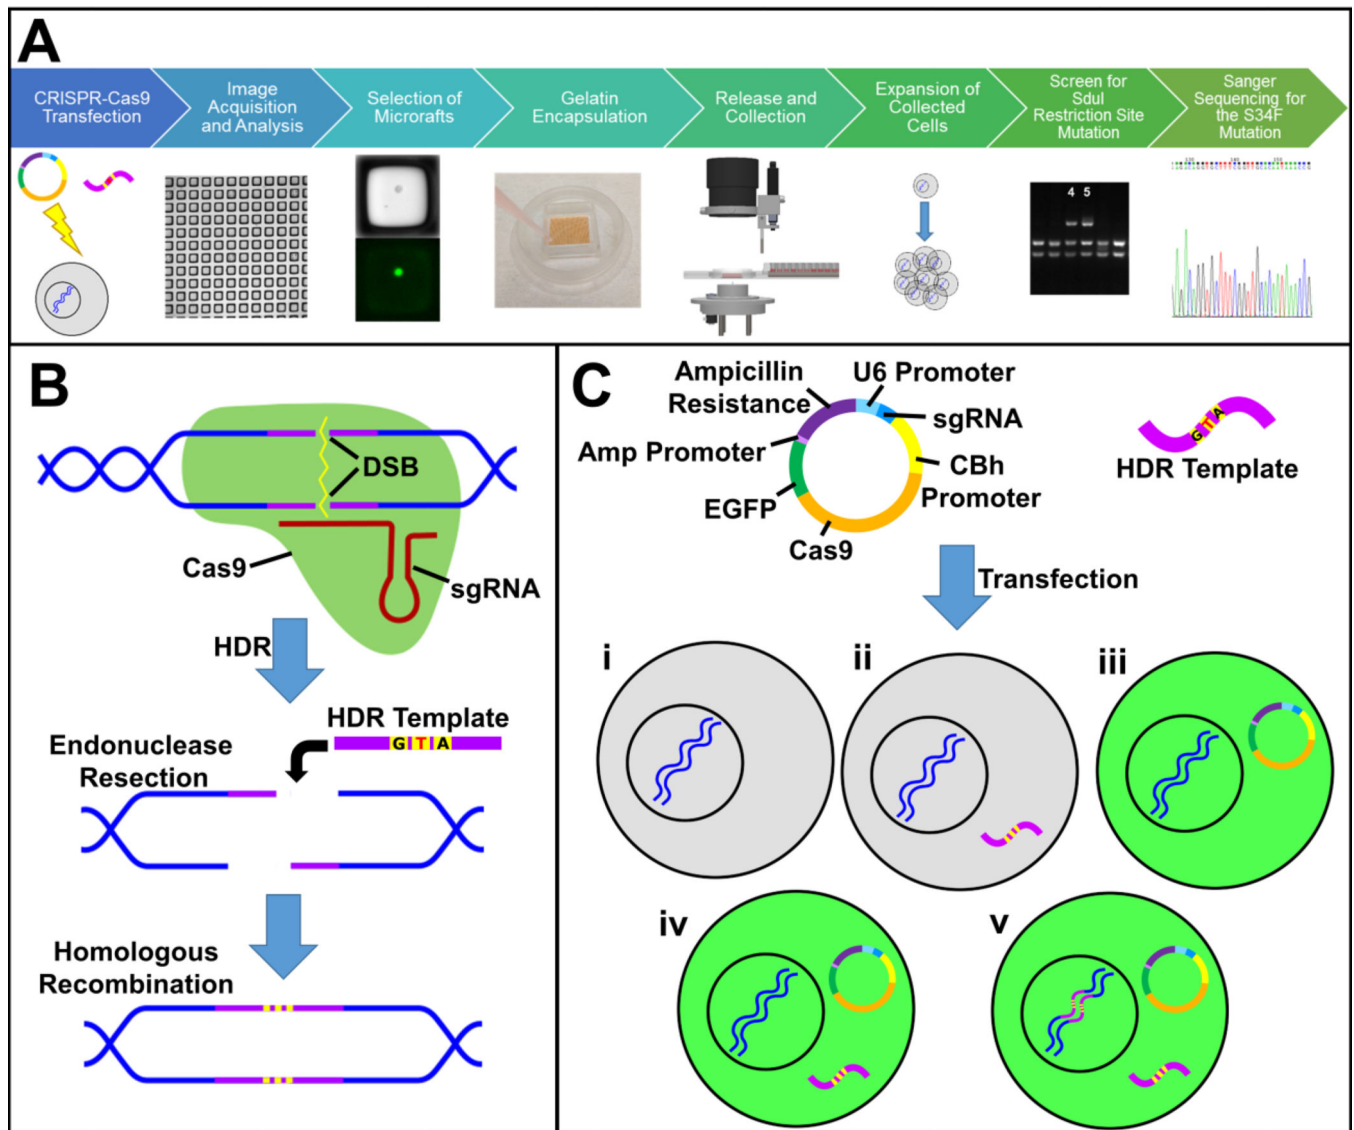 A
CRISPR-Cas9
Transfection
Image
Acquisition
and Analysis
Selection of
Microrafts
Gelatin
Encapsulation
Release and
Collection
Expansion of
Collected
Cells
Screen for
SduI
Restriction Site
Mutation
Sanger
Sequencing for
the S34F
Mutation
4 5
B
DSB
Cas9
sgRNA
HDR
HDR Template
G T A
Endonuclease
Resection
Homologous
Recombination
C
Ampicillin
Resistance
U6 Promoter
sgRNA
Amp Promoter
CBh
Promoter
EGFP
Cas9
G T A
HDR Template
Transfection
i
ii
iii
iv
v